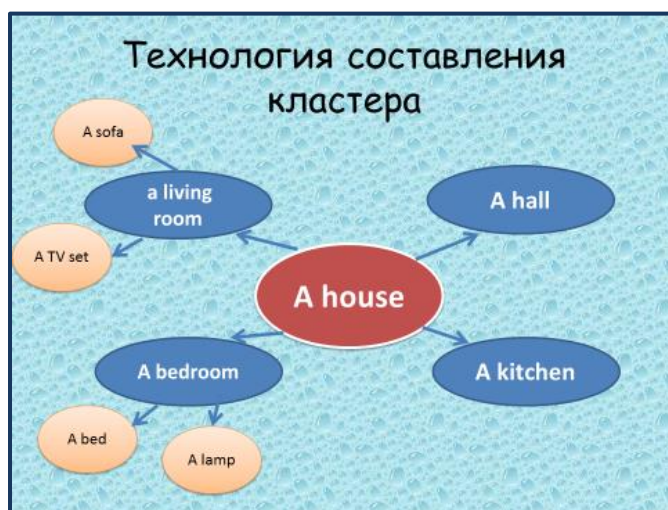 Технология составления
кластера
A sofa
a living
room
A hall
A TV set
A house
A bedroom
A kitchen
A bed
A lamp